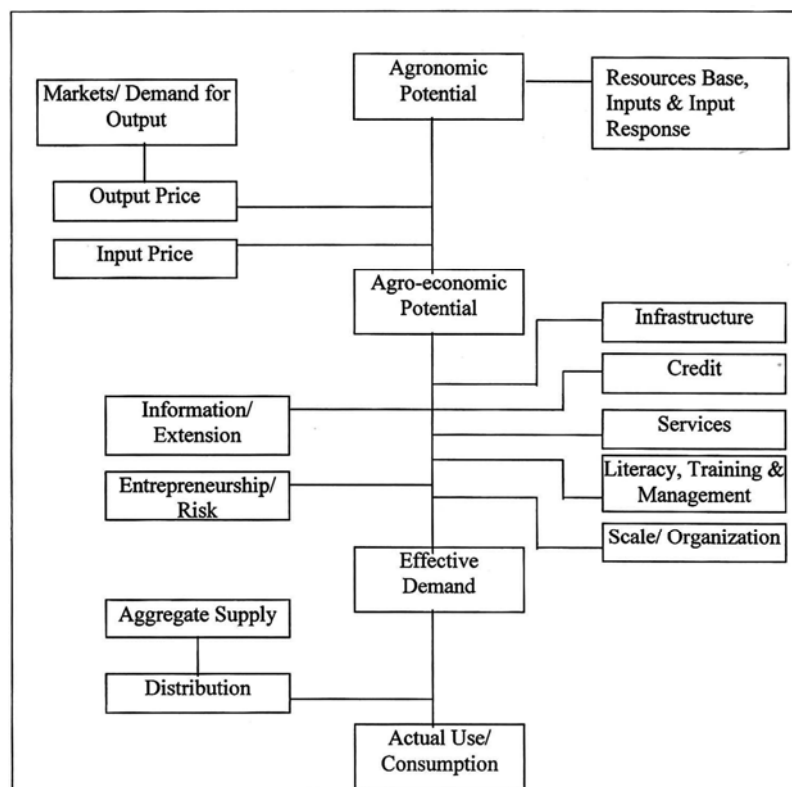 Agronomic
Potential
Resources Base,
Inputs & Input
Response
Markets/ Demand for
Output
Output Price
Input Price
Agro-economic
Potential
Infrastructure
Credit
Information/
Extension
Services
Literacy, Training &
Management
Entrepreneurship/
Risk
Scale/ Organization
Effective
Demand
Aggregate Supply
Distribution
Actual Use/
Consumption